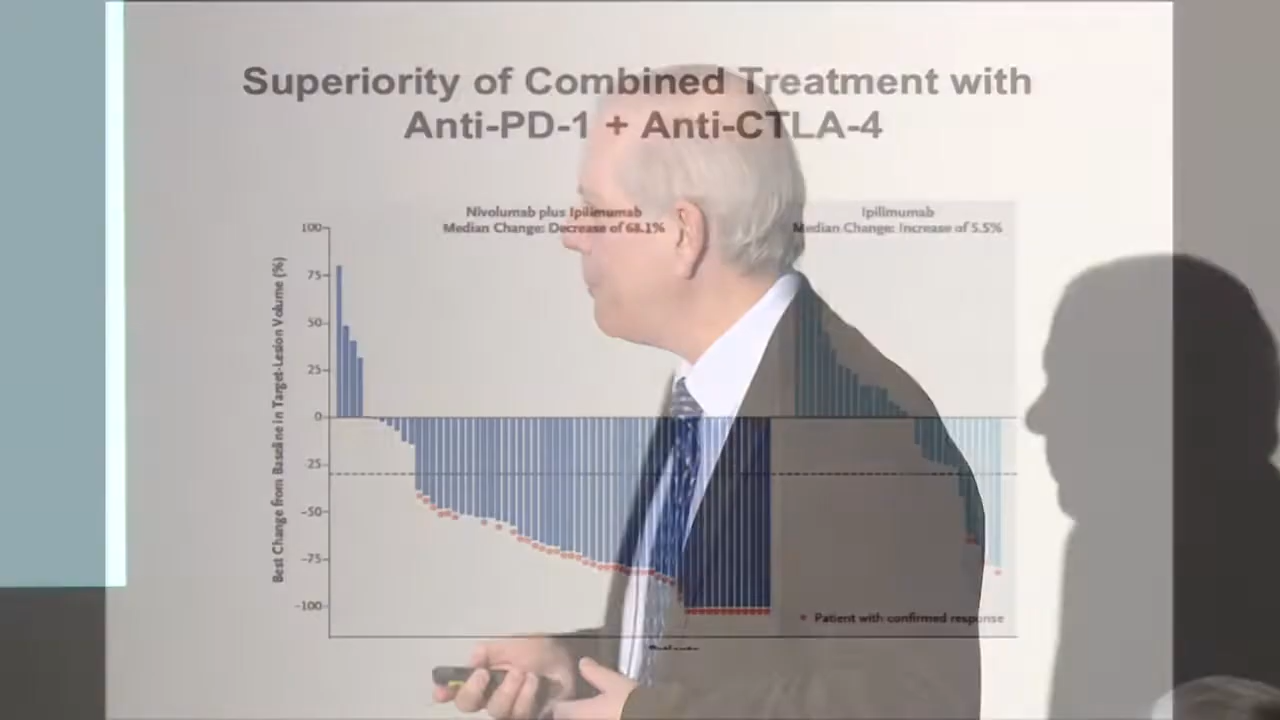 Superiority of Combined Treatment with
Anti-PD-1 + Anti-CTLA-4
Nivolumab plus Ipilimumab
Median Change: Decrease of 68.1%
Ipilimumab
Median Change: Increase of 5.5%
Best Change from Baseline in Target-Lesion Volume (%)
100
75
50
25
0
-25
-50
-75
-100
Patient with confirmed response